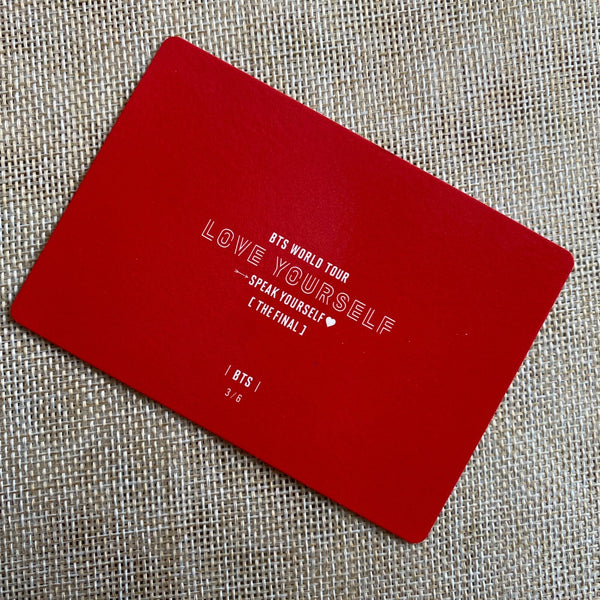 BTS WORLD TOUR
LOVE YOURSELF
SPEAK YOURSELF
[ THE FINAL ]
| BTS |
3/6